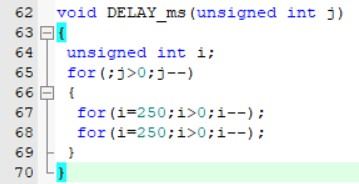 62 void DELAY_ms(unsigned int j)
63 {
64 unsigned int i;
65 for(;j>0;j--)
66 {
67 for(i=250;i>0;i--);
68 for(i=250;i>0;i--);
69 }
70 }